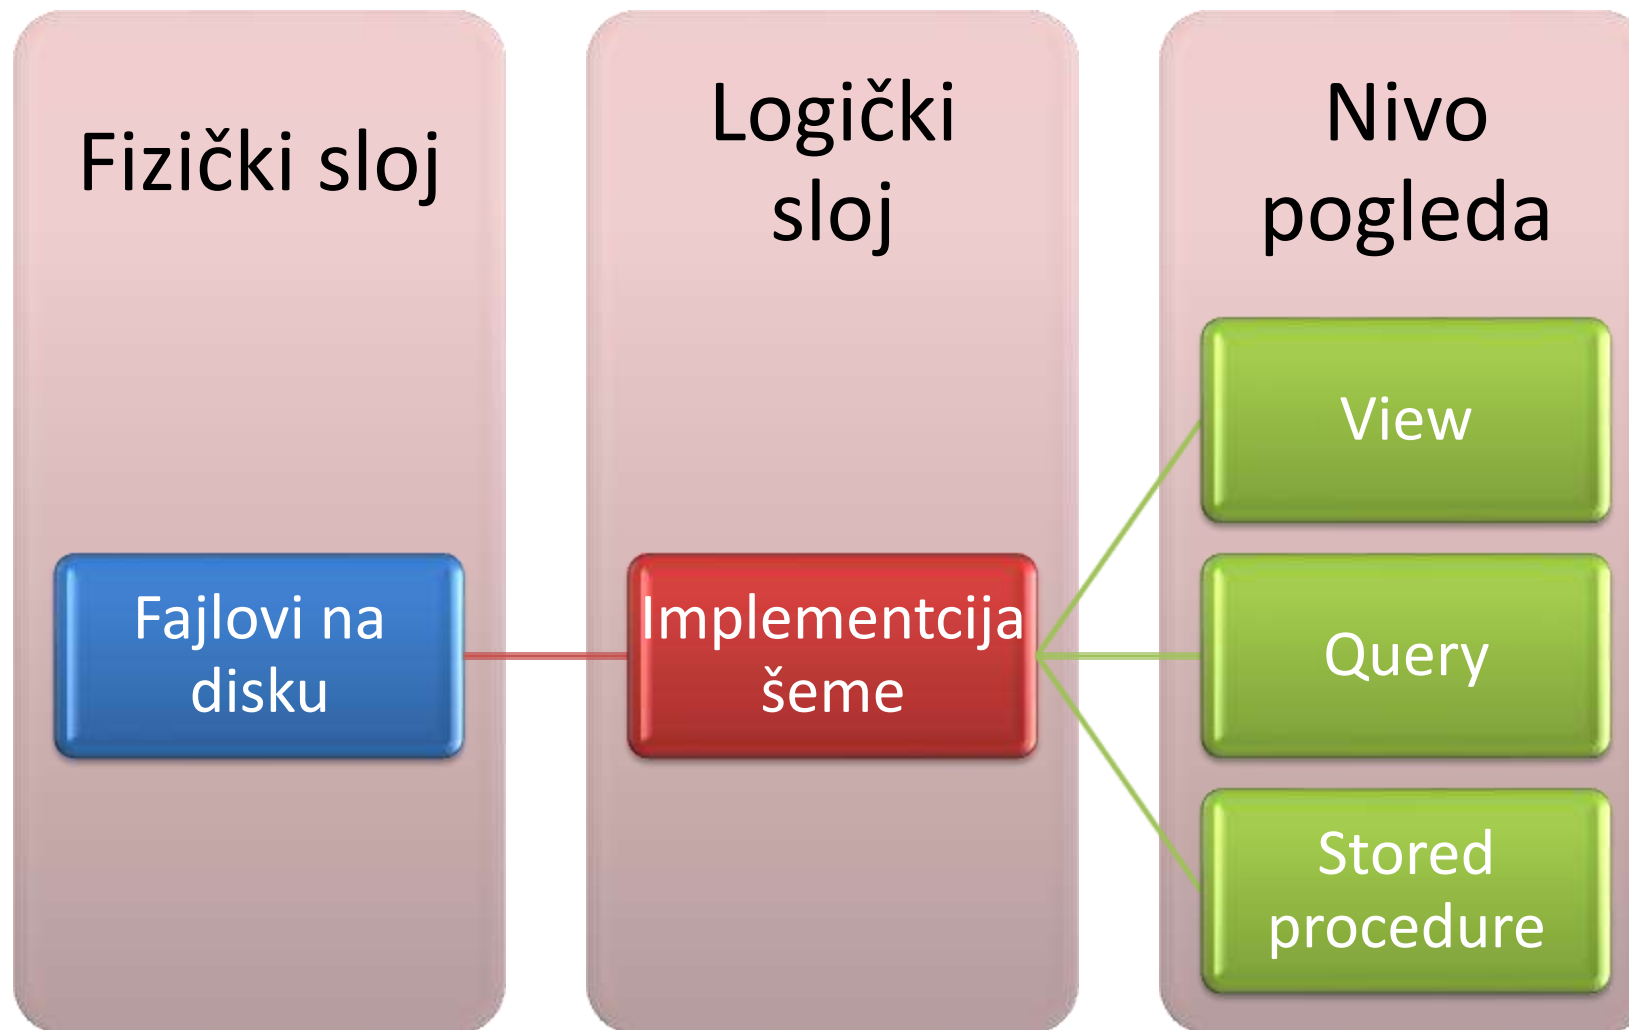 Fizički sloj
Fajlovi na
disku
Logički
sloj
Implementcija
šeme
Nivo
pogleda
View
Query
Stored
procedure